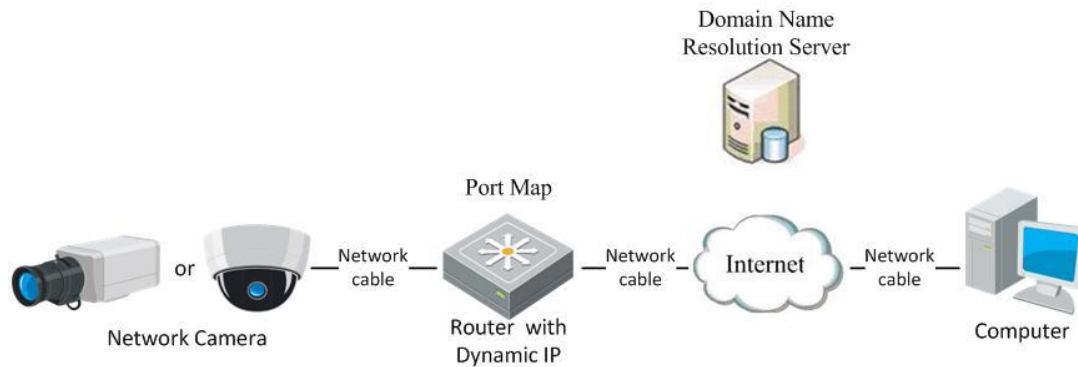 Domain Name
Resolution Server
Port Map
or
Network
cable
Network
cable
Internet
Network
cable
Network Camera
Router with
Dynamic IP
Computer